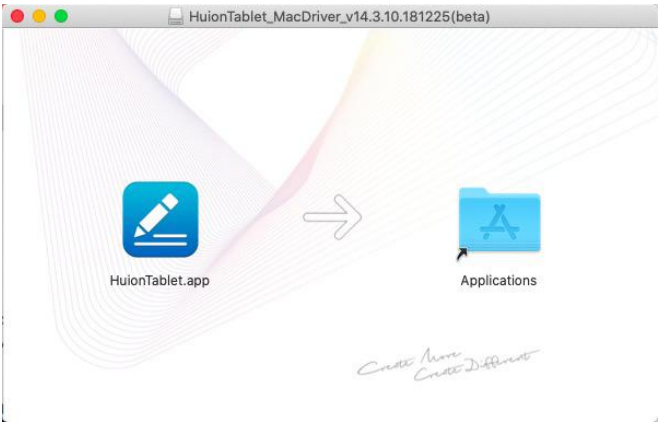 HuionTablet_MacDriver_v14.3.10.181225(beta)
HuionTablet.app
Applications
Create More
Create Different